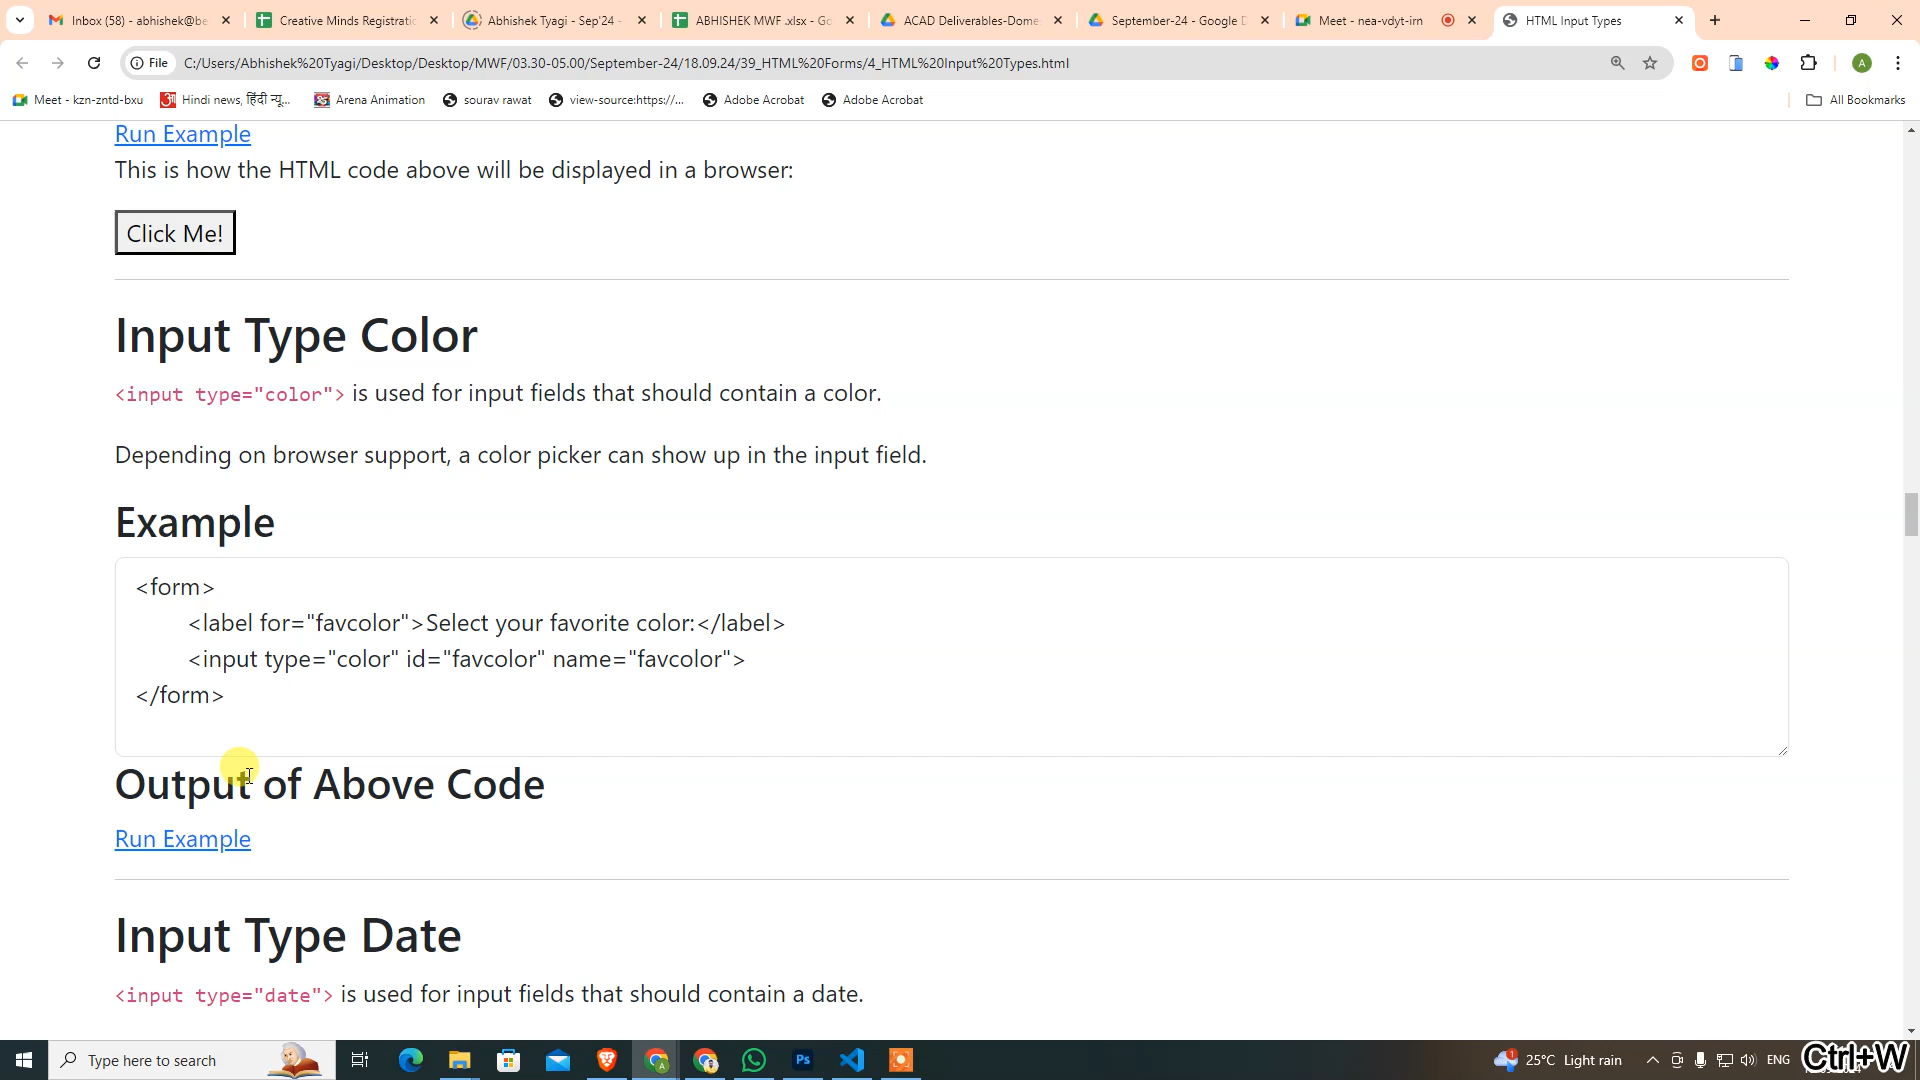 Inbox (58) - abhishek@be
Creative Minds Registratic
Abhishek Tyagi - Sep'24 -
ABHISHEK MWF .xlsx - Go
ACAD Deliverables-Dome
September-24 - Google D
Meet - nea-vdyt-irn
HTML Input Types
File
C:/Users/Abhishek%20Tyagi/Desktop/Desktop/MWF/03.30-05.00/September-24/18.09.24/39_HTML%20Forms/4_HTML%20Input%20Types.html
A
Meet - kzn-zntd-bxu
Hindi news, हिंदी न्यू...
Arena Animation
sourav rawat
view-source:https://...
Adobe Acrobat
Adobe Acrobat
All Bookmarks
Run Example
This is how the HTML code above will be displayed in a browser:
Click Me!
Input Type Color
<input type="color"> is used for input fields that should contain a color.
Depending on browser support, a color picker can show up in the input field.
Example
<form>
<label for="favcolor">Select your favorite color:</label>
<input type="color" id="favcolor" name="favcolor">
</form>
Output of Above Code
Run Example
Input Type Date
<input type="date"> is used for input fields that should contain a date.
Type here to search
Ps
25°C Light rain
ENG
Ctrl+W